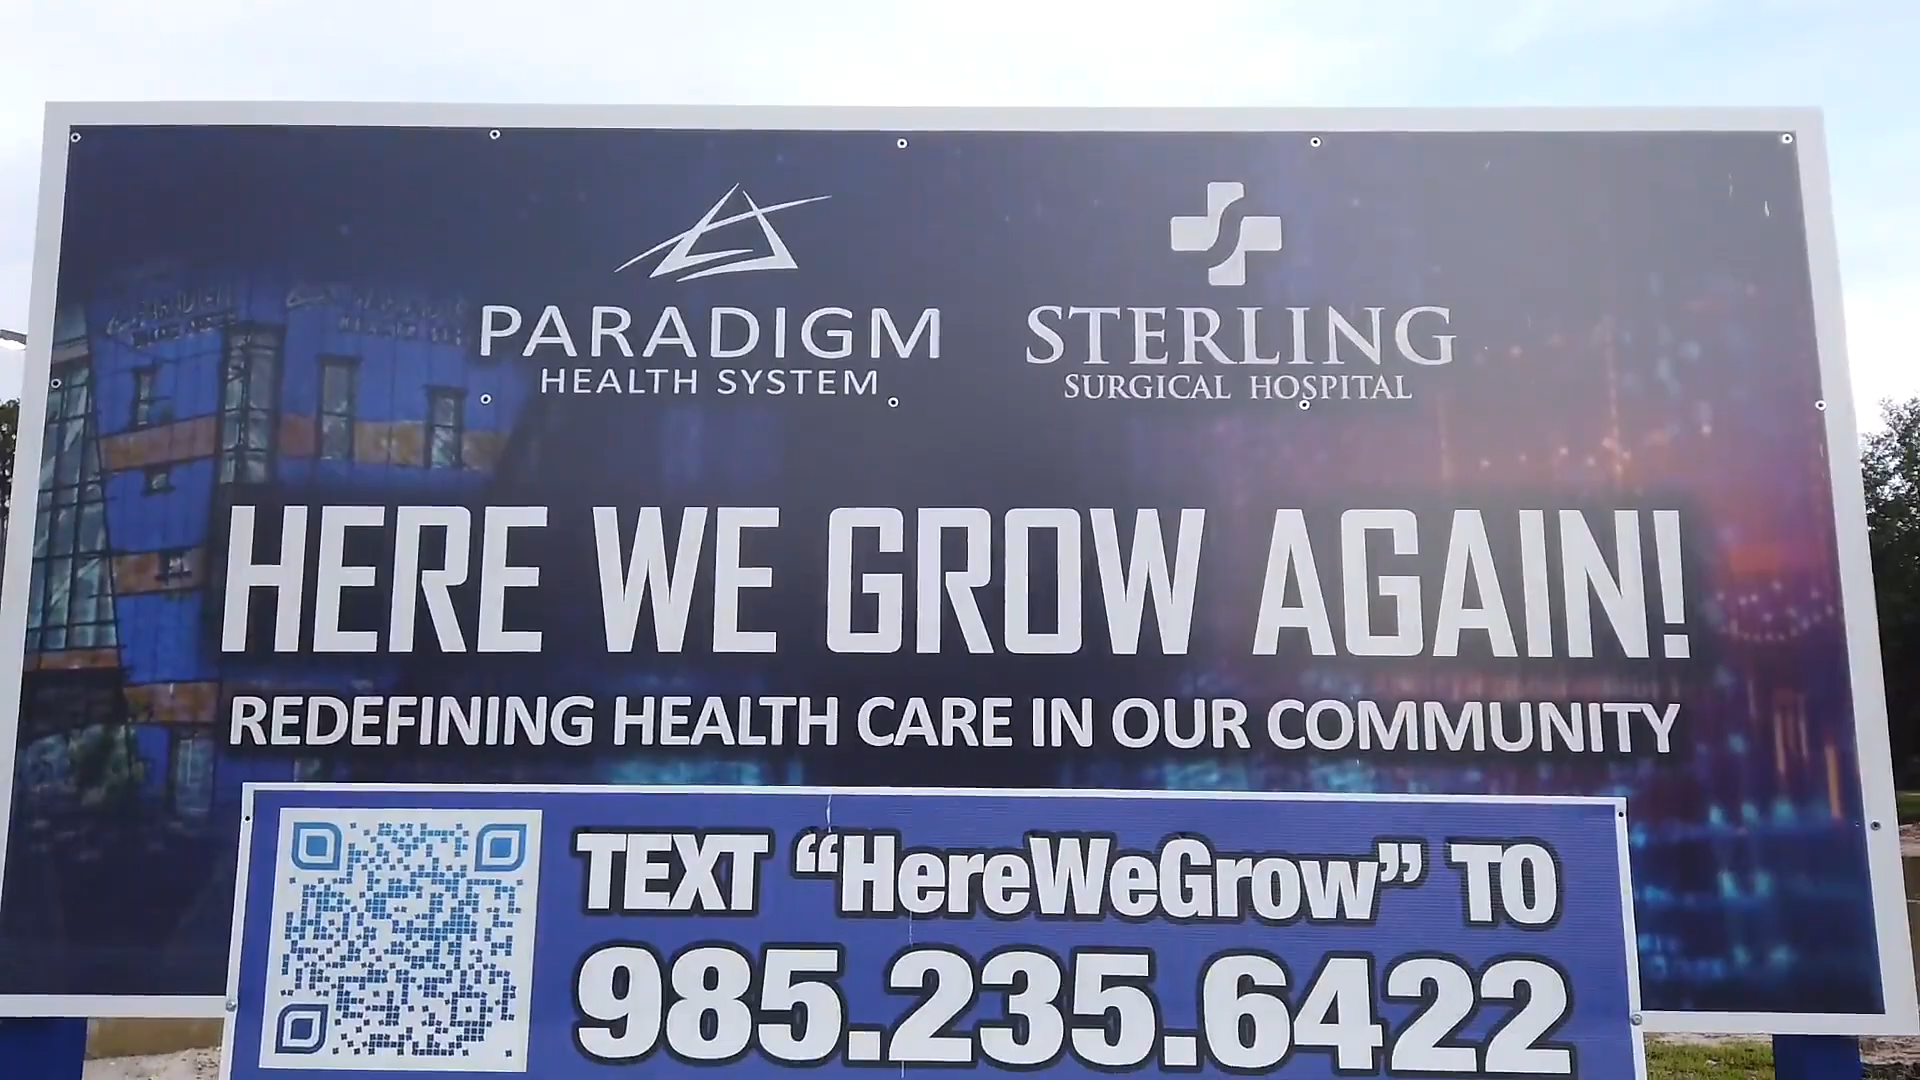 PARADIGM
HEALTH SYSTEM
STERLING
SURGICAL HOSPITAL
HERE WE GROW AGAIN!
REDEFINING HEALTH CARE IN OUR COMMUNITY
TEXT “HereWeGrow” TO
985.235.6422